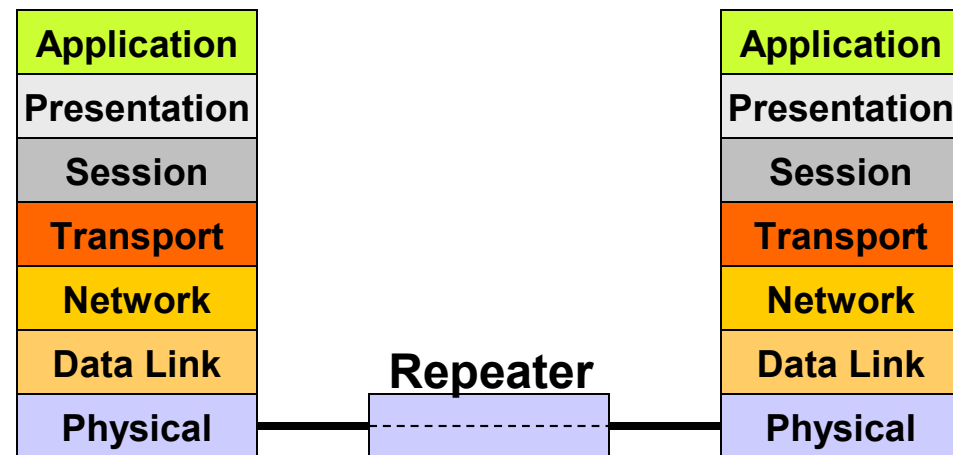 Application
Presentation
Session
Transport
Network
Data Link
Physical
Repeater
Application
Presentation
Session
Transport
Network
Data Link
Physical